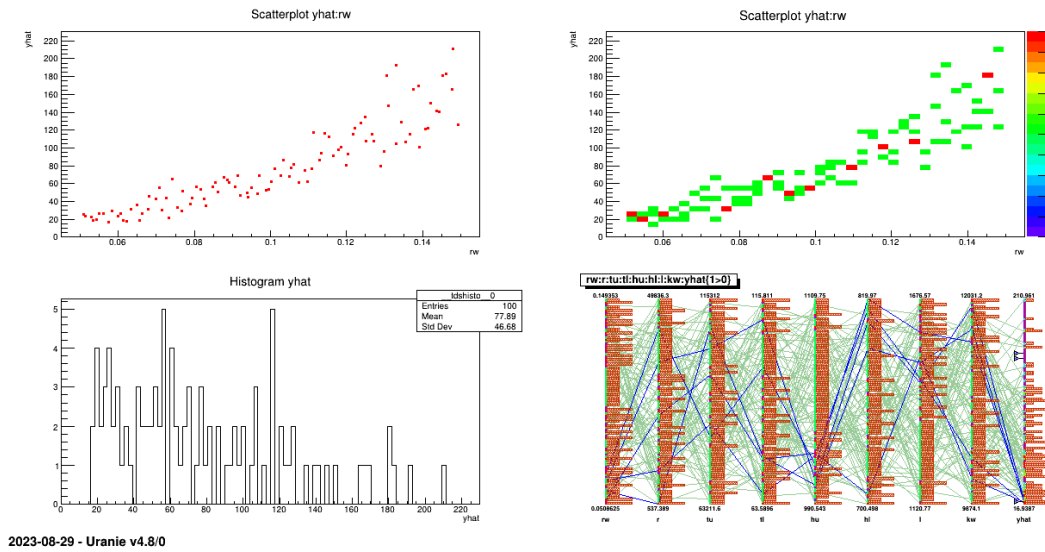 Scatterplot yhat:rw
yhat
220
200
180
160
140
120
100
80
60
40
20
0
0.06
0.08
0.1
0.12
0.14
rw
Scatterplot yhat:rw
yhat
220
200
180
160
140
120
100
80
60
40
20
0
0.06
0.08
0.1
0.12
0.14
rw
Histogram yhat
__tdshisto__0
Entries 100
Mean 77.89
Std Dev 46.68
5
4
3
2
1
0
0 20 40 60 80 100 120 140 160 180 200 220
yhat
rw:r:tu:tl:hu:hl:l:kw:yhat{1>0}
0.149353 49836.3 115312 115.811 1109.75 819.97 1676.57 12031.2 210.961
0.0506625 537.389 63211.6 63.5896 990.543 700.498 1120.77 9874.1 16.9387
rw r tu tl hu hl l kw yhat
2023-08-29 - Uranie v4.8/0